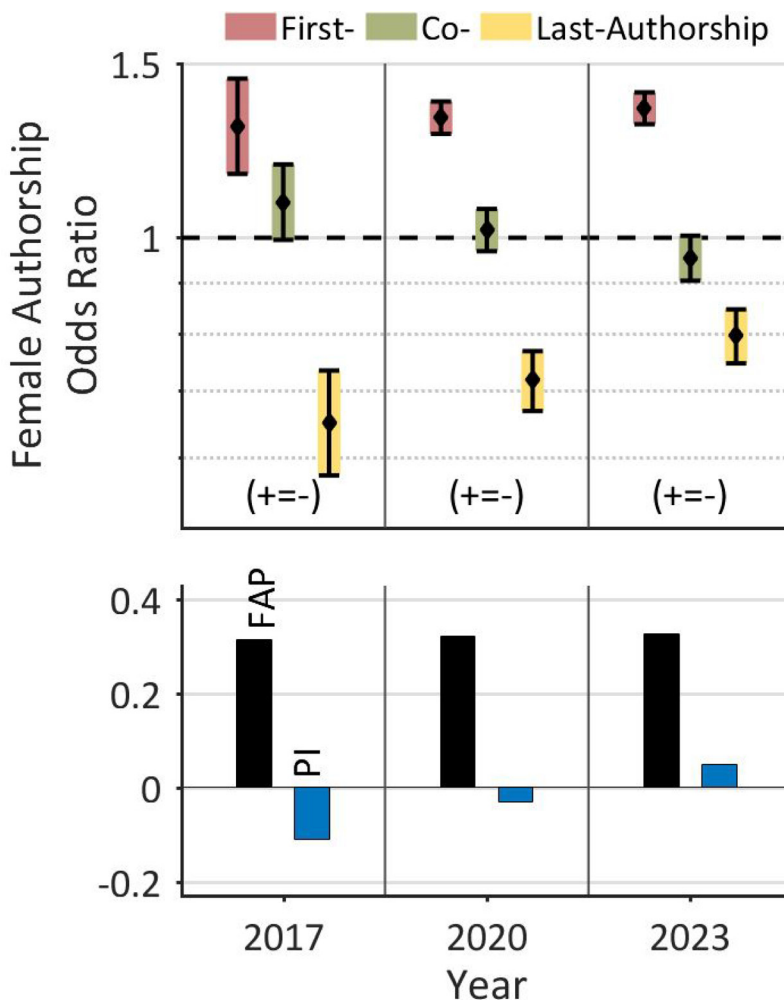 First- Co- Last-Authorship
Female Authorship
Odds Ratio
1.5
1
(+=-) (+=-) (+=-)
0.4
0.2
0
-0.2
FAP
PI
2017 2020 2023
Year